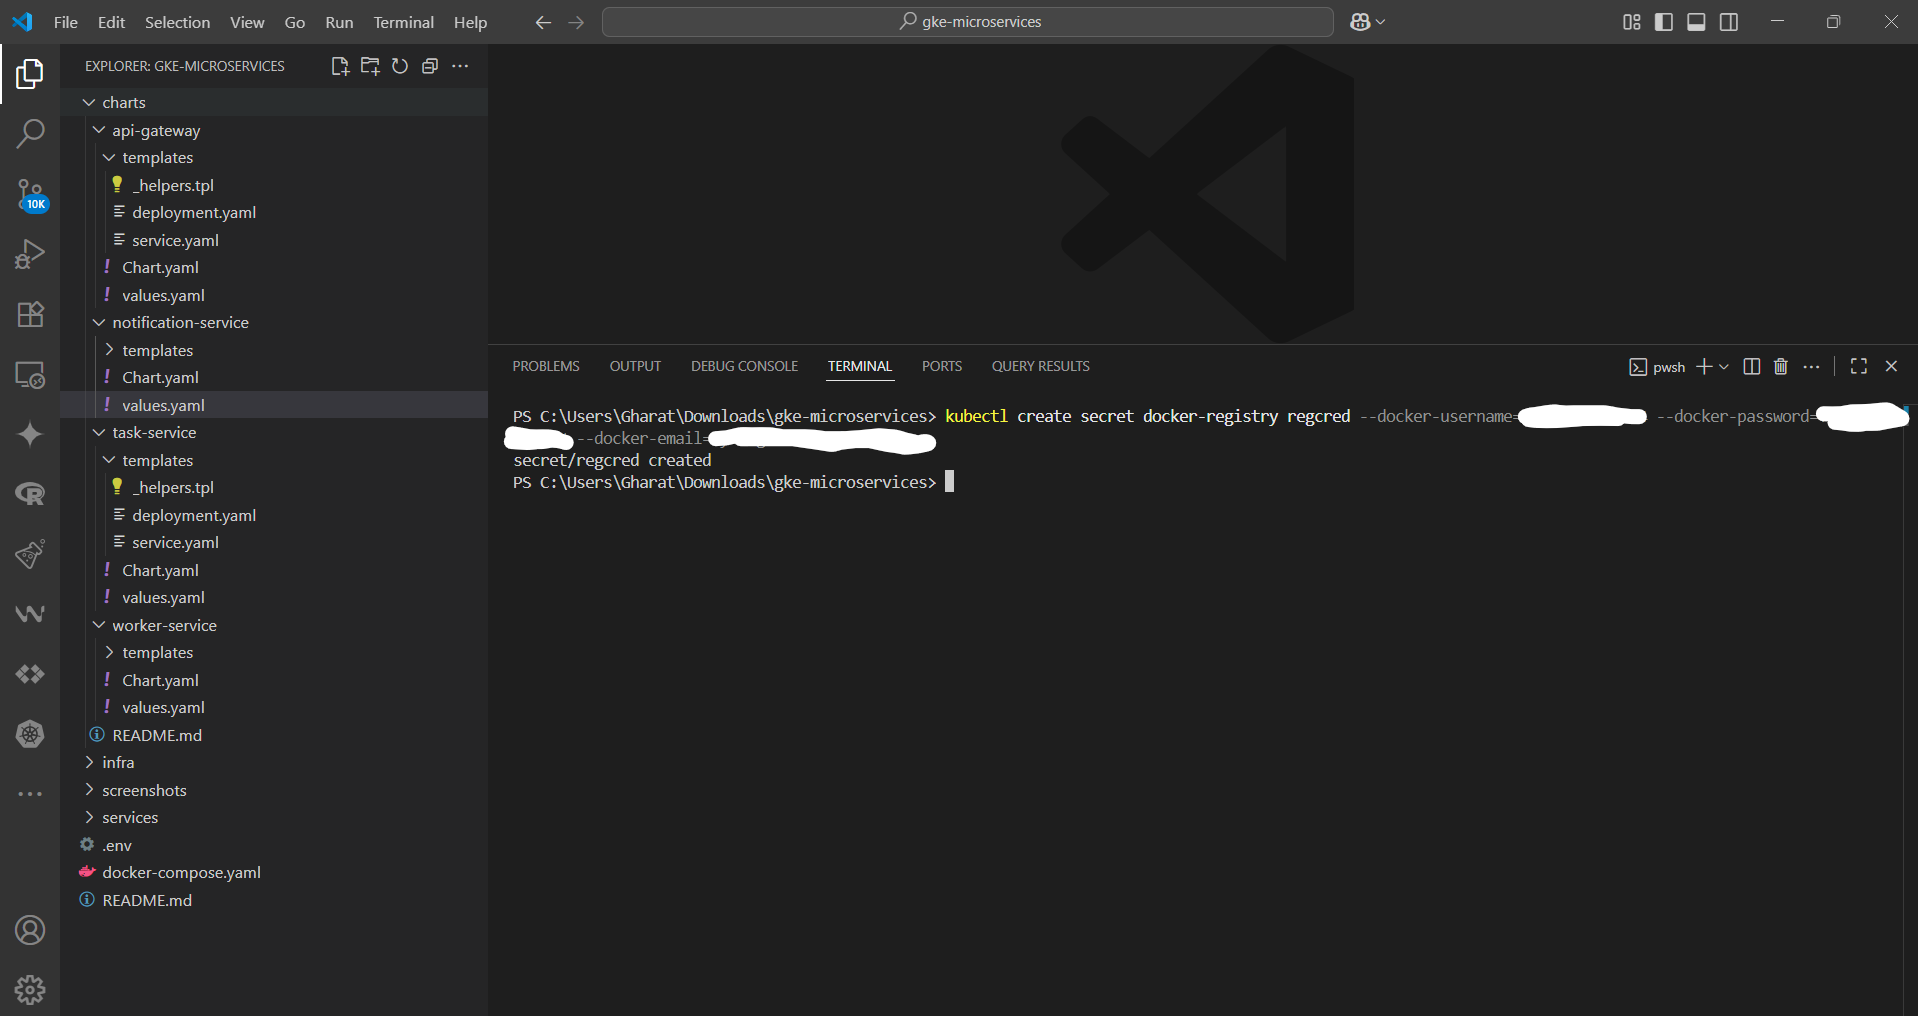 File Edit Selection View Go Run Terminal Help
gke-microservices
EXPLORER: GKE-MICROSERVICES
charts
api-gateway
templates
_helpers.tpl
deployment.yaml
service.yaml
Chart.yaml
values.yaml
notification-service
templates
Chart.yaml
values.yaml
task-service
templates
_helpers.tpl
deployment.yaml
service.yaml
Chart.yaml
values.yaml
worker-service
templates
Chart.yaml
values.yaml
README.md
infra
screenshots
services
.env
docker-compose.yaml
README.md
10K
PROBLEMS OUTPUT DEBUG CONSOLE TERMINAL PORTS QUERY RESULTS
pwsh
PS C:\Users\Gharat\Downloads\gke-microservices> kubectl create secret docker-registry regcred --docker-username= --docker-password=
--docker-email=
secret/regcred created
PS C:\Users\Gharat\Downloads\gke-microservices>